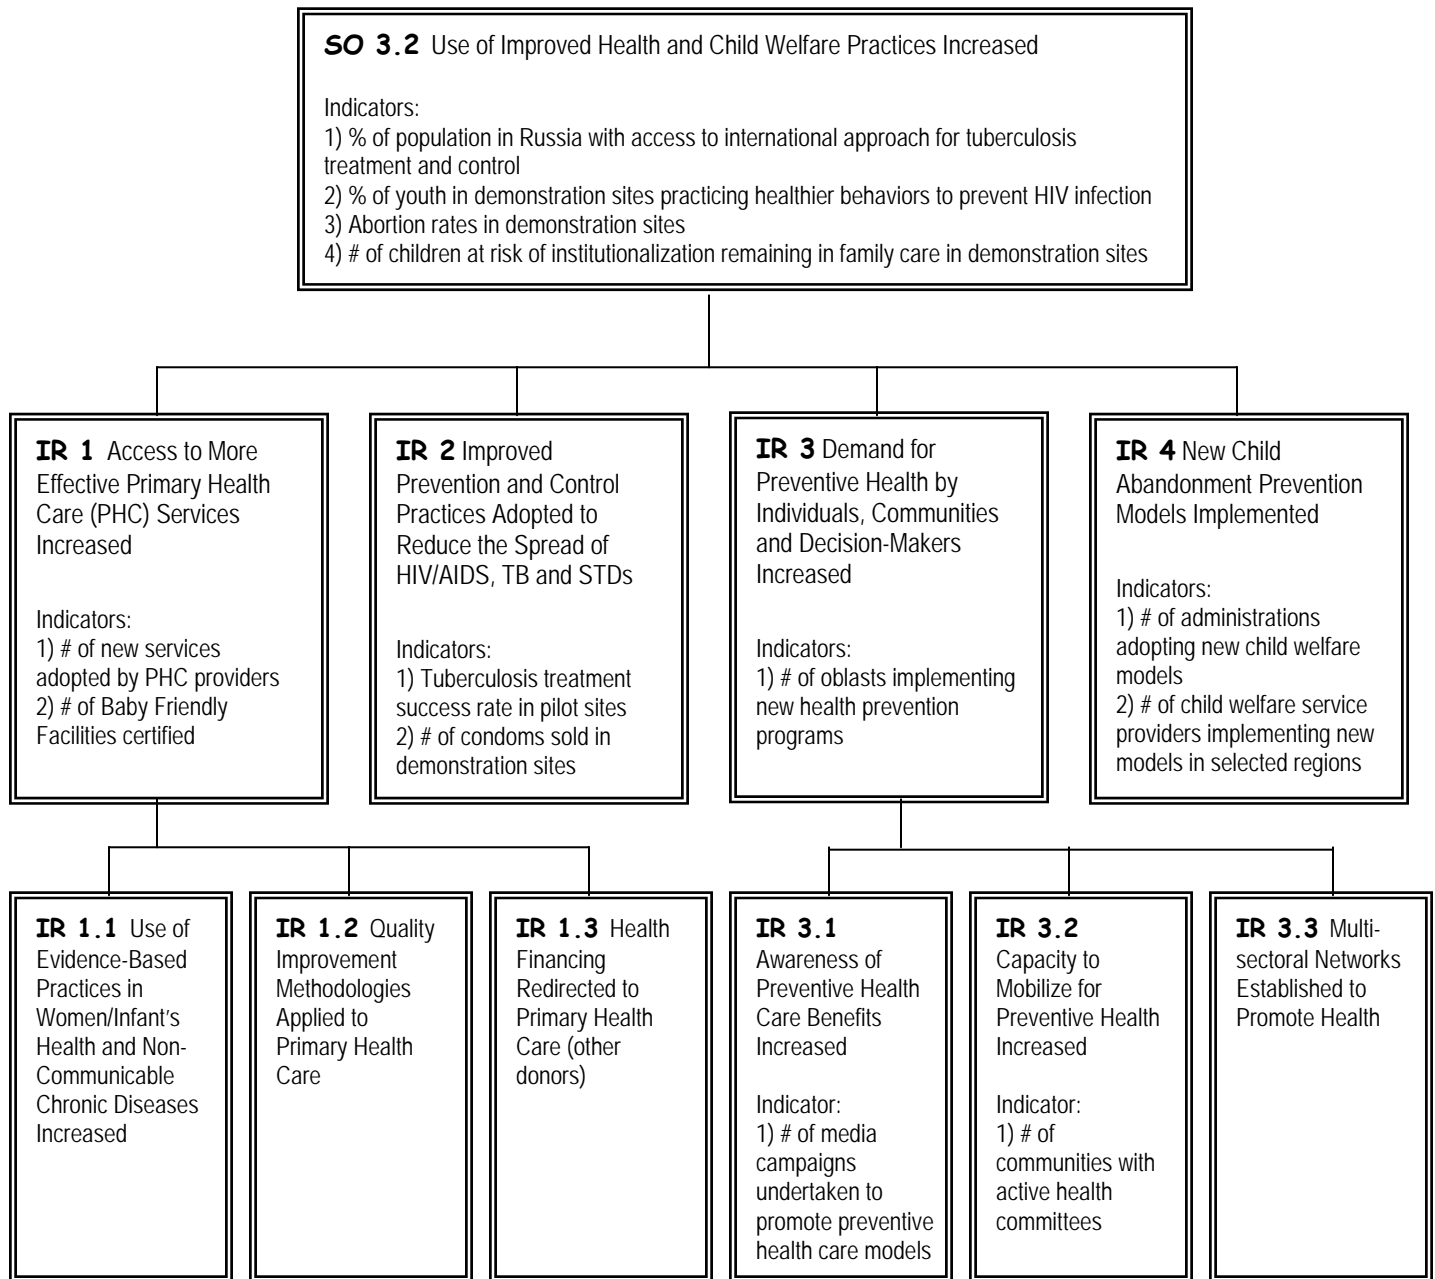 SO 3.2 Use of Improved Health and Child Welfare Practices Increased
Indicators:
1) % of population in Russia with access to international approach for tuberculosis
treatment and control
2) % of youth in demonstration sites practicing healthier behaviors to prevent HIV infection
3) Abortion rates in demonstration sites
4) # of children at risk of institutionalization remaining in family care in demonstration sites
IR 1 Access to More
Effective Primary Health
Care (PHC) Services
Increased
Indicators:
1) # of new services
adopted by PHC providers
2) # of Baby Friendly
Facilities certified
IR 2 Improved
Prevention and Control
Practices Adopted to
Reduce the Spread of
HIV/AIDS, TB and STDs
Indicators:
1) Tuberculosis treatment
success rate in pilot sites
2) # of condoms sold in
demonstration sites
IR 3 Demand for
Preventive Health by
Individuals, Communities
and Decision-Makers
Increased
Indicators:
1) # of oblasts implementing
new health prevention
programs
IR 4 New Child
Abandonment Prevention
Models Implemented
Indicators:
1) # of administrations
adopting new child welfare
models
2) # of child welfare service
providers implementing new
models in selected regions
IR 1.1 Use of
Evidence-Based
Practices in
Women/Infant's
Health and Non-
Communicable
Chronic Diseases
Increased
IR 1.2 Quality
Improvement
Methodologies
Applied to
Primary Health
Care
IR 1.3 Health
Financing
Redirected to
Primary Health
Care (other
donors)
IR 3.1
Awareness of
Preventive Health
Care Benefits
Increased
Indicator:
1) # of media
campaigns
undertaken to
promote preventive
health care models
IR 3.2
Capacity to
Mobilize for
Preventive Health
Increased
Indicator:
1) # of
communities with
active health
committees
IR 3.3 Multi-
sectoral Networks
Established to
Promote Health